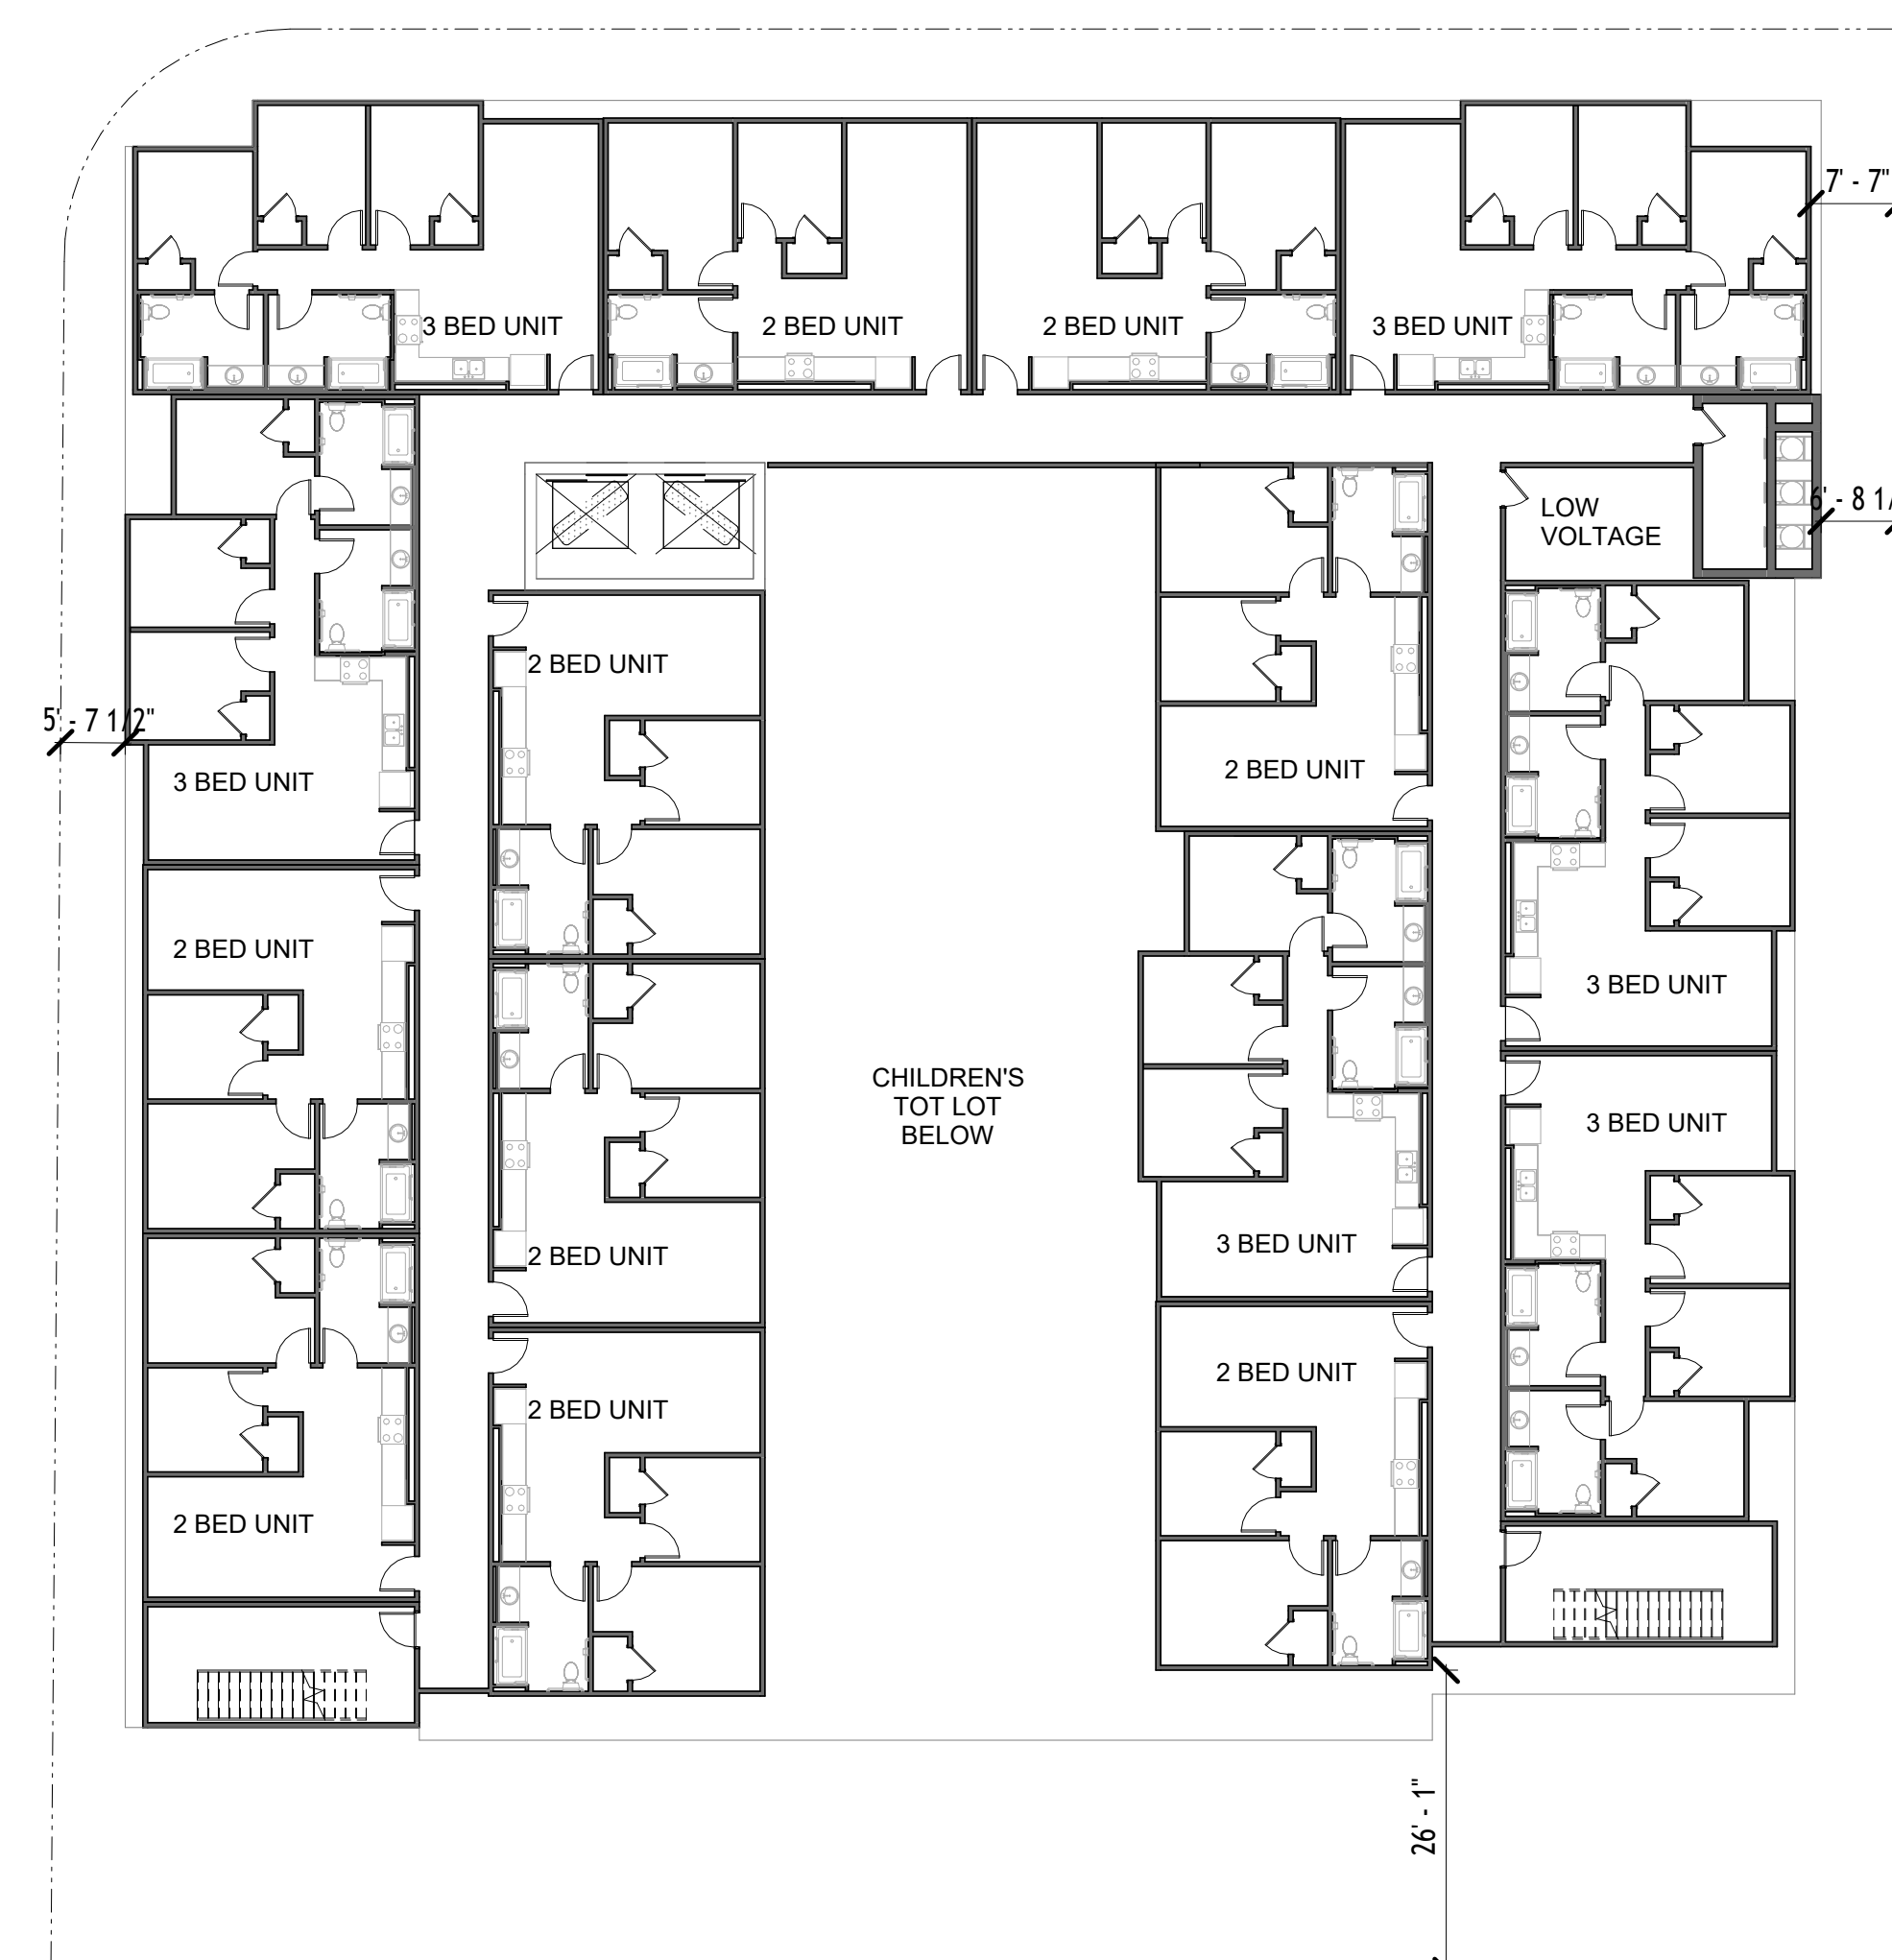 7' - 7"
3 BED UNIT
2 BED UNIT
2 BED UNIT
3 BED UNIT
LOW
VOLTAGE
6' - 8 1/
2 BED UNIT
5' - 7 1/2"
3 BED UNIT
2 BED UNIT
2 BED UNIT
3 BED UNIT
CHILDREN'S
TOT LOT
BELOW
3 BED UNIT
2 BED UNIT
3 BED UNIT
2 BED UNIT
2 BED UNIT
2 BED UNIT
26' - 1"